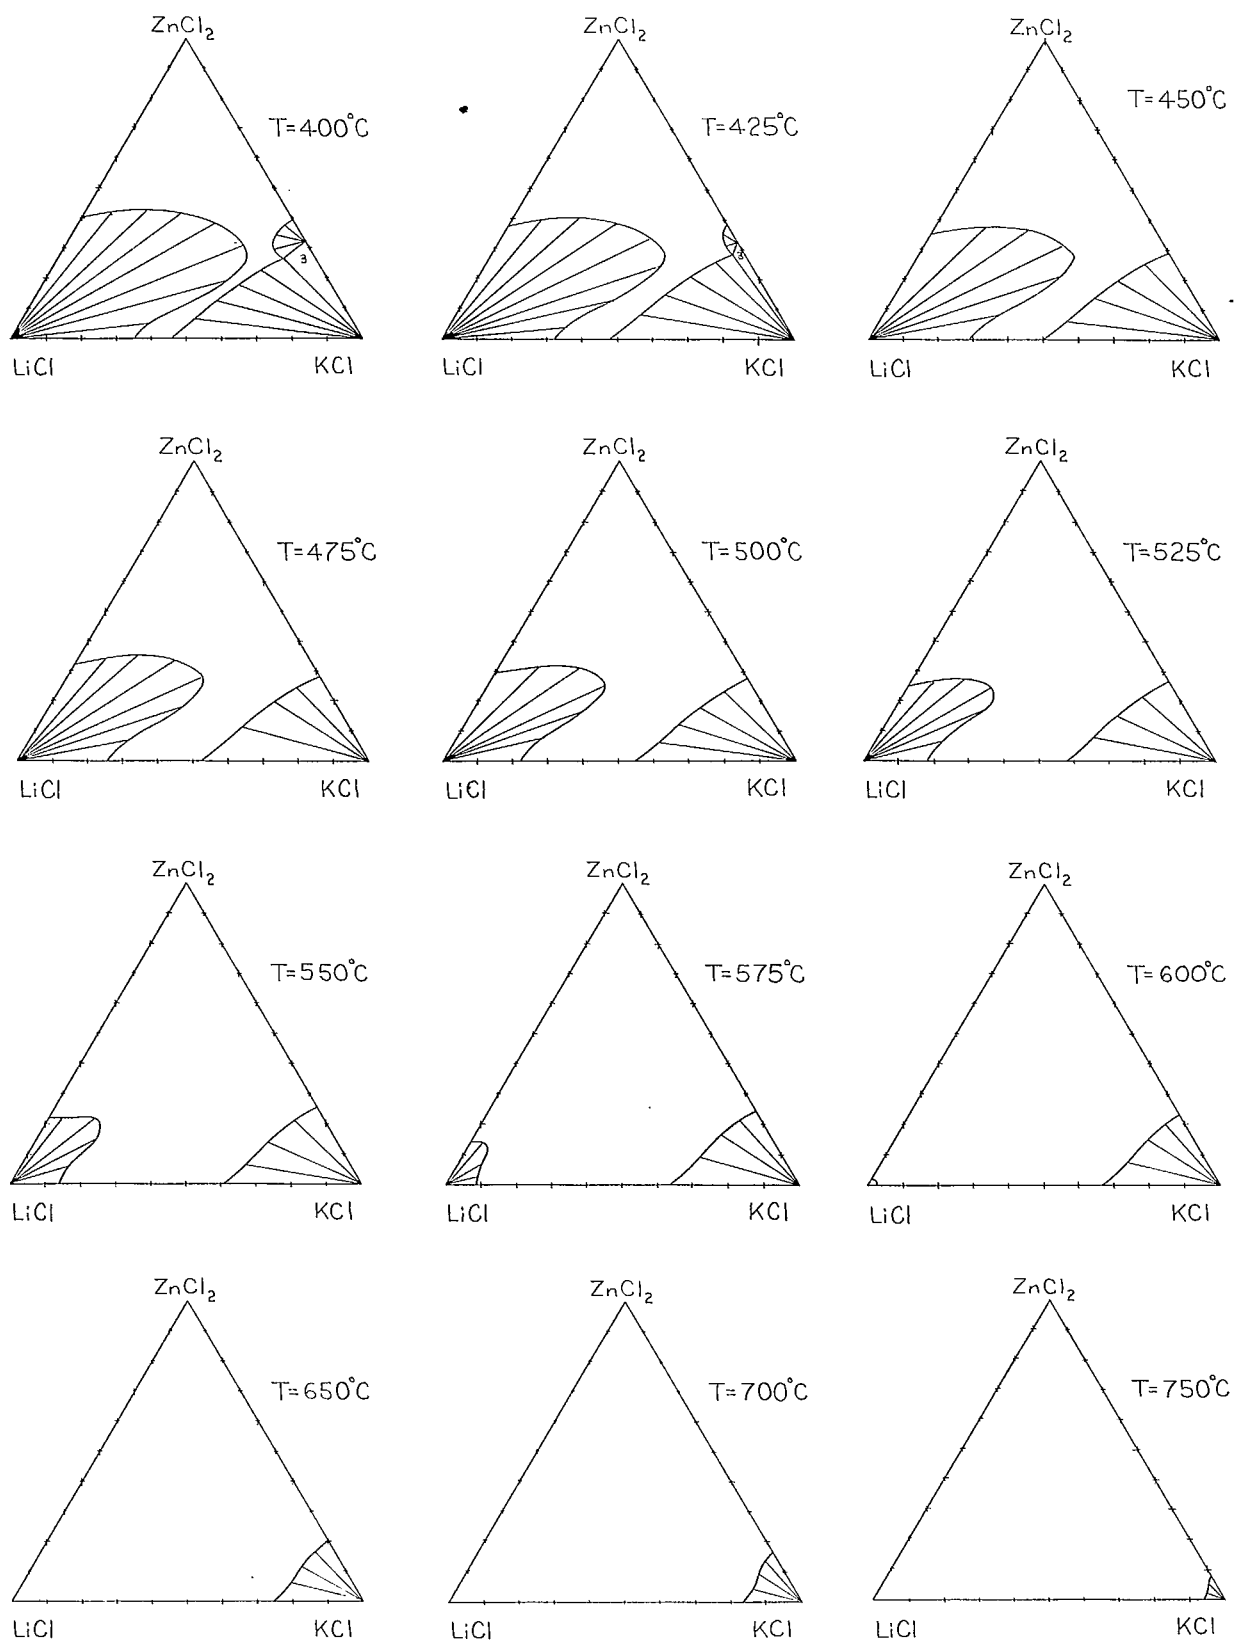 ZnCl2
T=400°C
3
LiCl
KCl
ZnCl2
T=425°C
3
LiCl
KCl
ZnCl2
T=450°C
LiCl
KCl
ZnCl2
T=475°C
LiCl
KCl
ZnCl2
T=500°C
LiCl
KCl
ZnCl2
T=525°C
LiCl
KCl
ZnCl2
T=550°C
LiCl
KCl
ZnCl2
T=575°C
LiCl
KCl
ZnCl2
T=600°C
LiCl
KCl
ZnCl2
T=650°C
LiCl
KCl
ZnCl2
T=700°C
LiCl
KCl
ZnCl2
T=750°C
LiCl
KCl